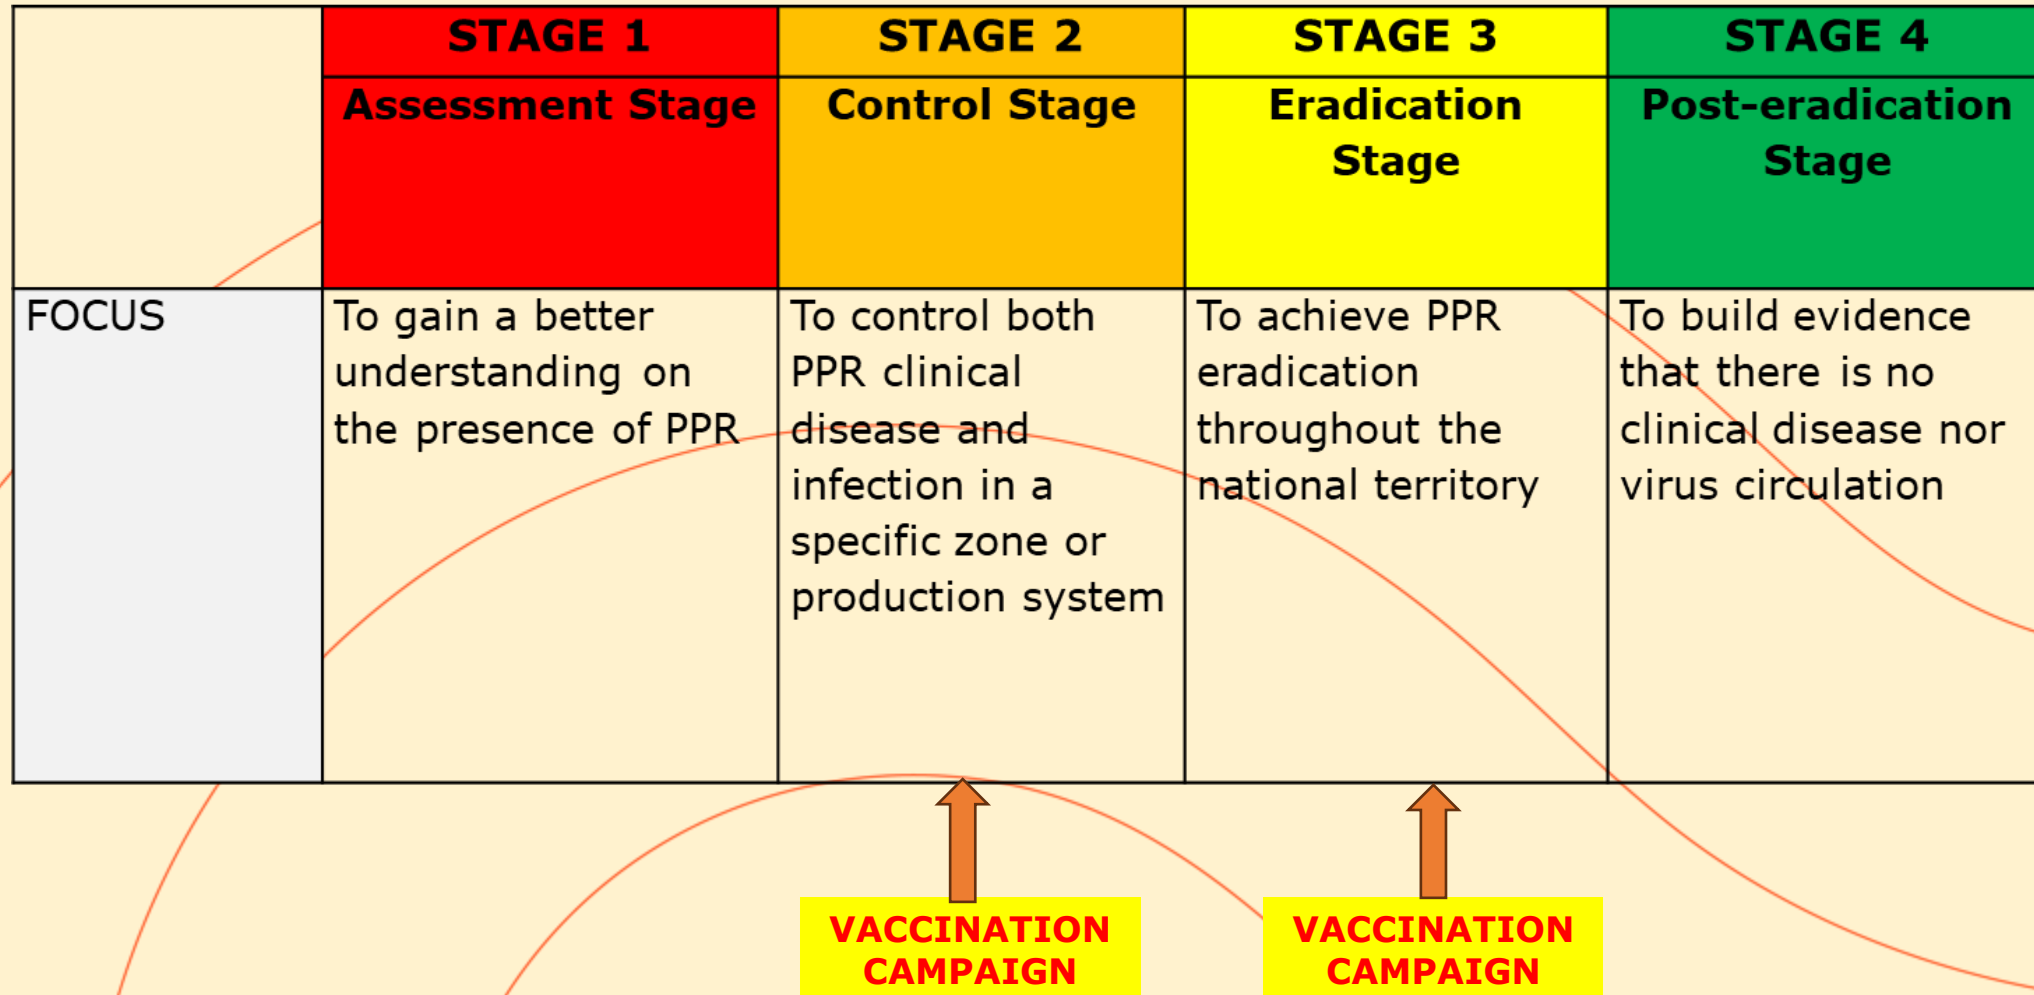 STAGE 1
STAGE 2
STAGE 3
STAGE 4
Assessment Stage
Control Stage
Eradication
Stage
Post-eradication
Stage
FOCUS
To gain a better
understanding on
the presence of PPR
To control both
PPR clinical
disease and
infection in a
specific zone or
production system
To achieve PPR
eradication
throughout the
national territory
To build evidence
that there is no
clinical disease nor
virus circulation
VACCINATION
CAMPAIGN
VACCINATION
CAMPAIGN